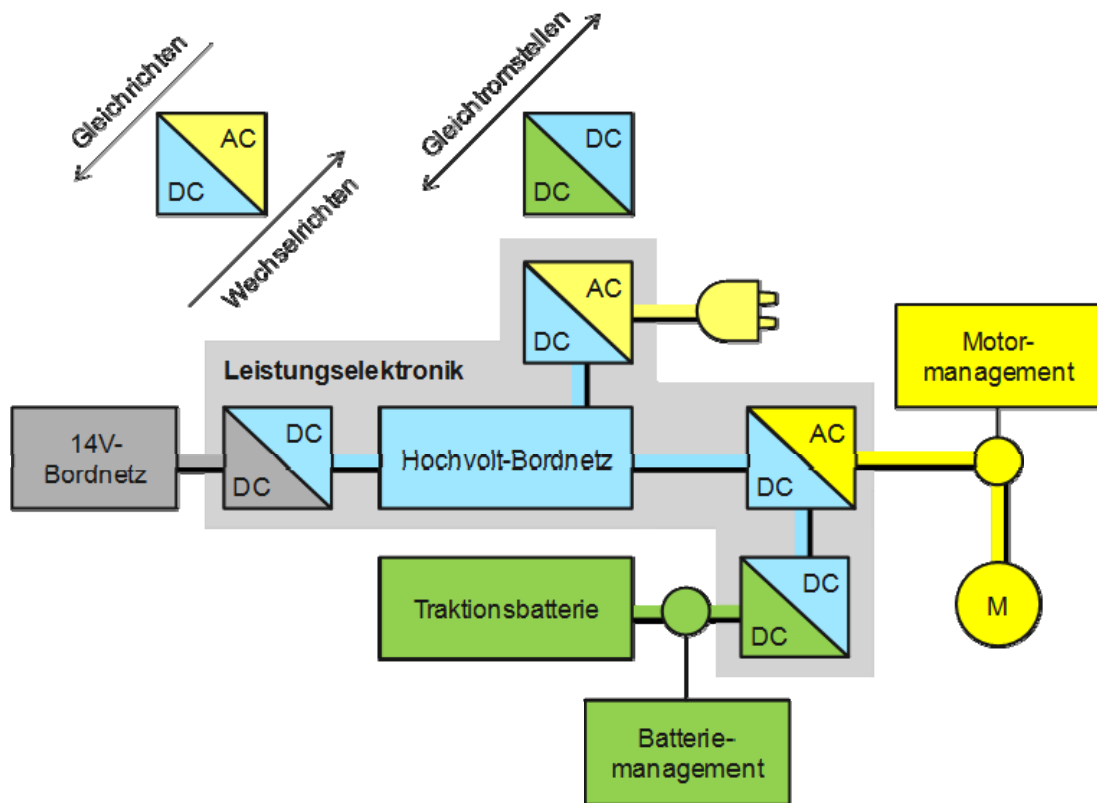 Gleichrichten
AC
DC
Wechselrichten
Gleichtromstellen
DC
DC
AC
DC
Leistungselektronik
Motor-
management
14V-
Bordnetz
DC
DC
Hochvolt-Bordnetz
AC
DC
Traktionsbatterie
DC
DC
M
Batterie-
management